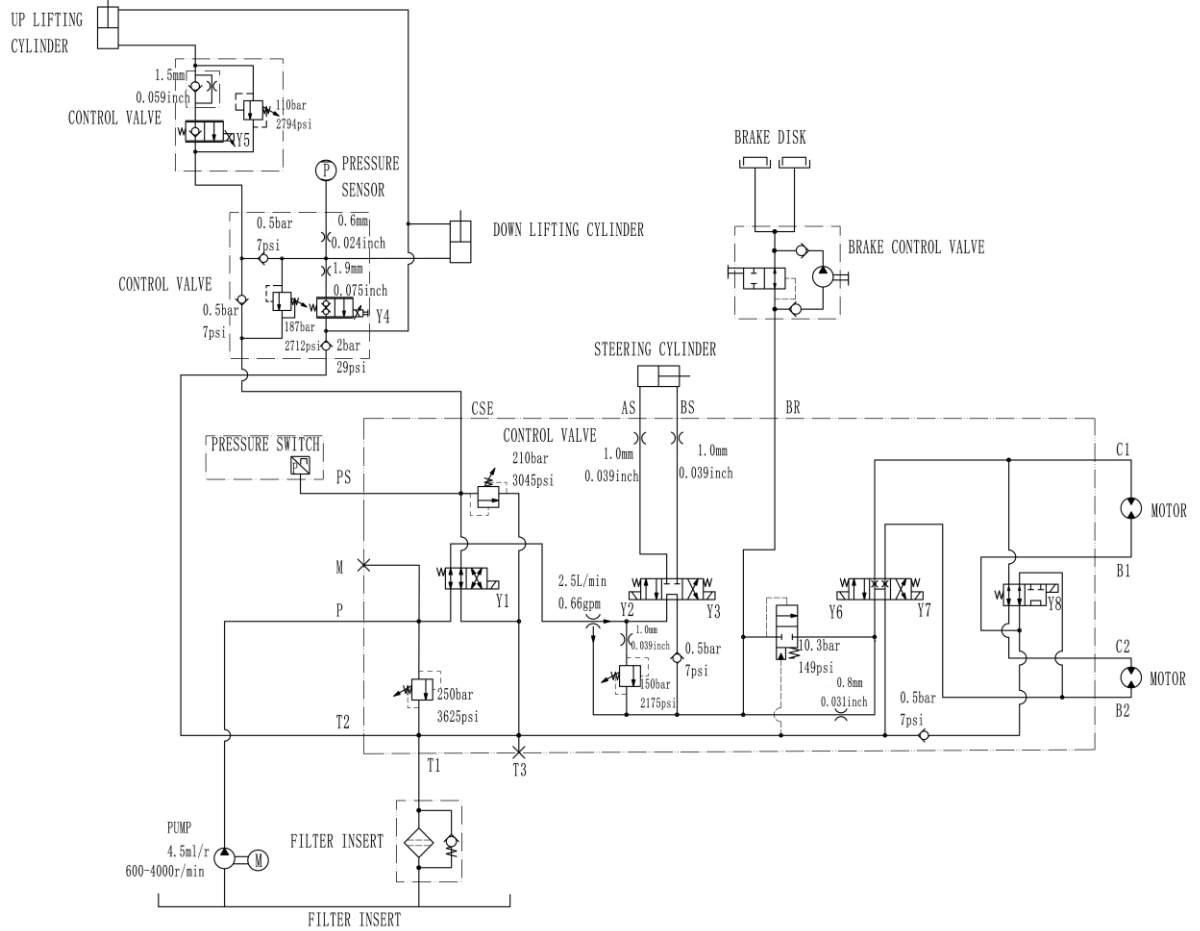 UP LIFTING
CYLINDER
1.5mm
0.059inch
CONTROL VALVE
110bar
2794psi
Y5
P
PRESSURE
SENSOR
0.5bar
7psi
0.6mm
0.024inch
DOWN LIFTING CYLINDER
1.9mm
0.075inch
CONTROL VALVE
0.5bar
7psi
187bar
2712psi
Y4
2bar
29psi
BRAKE DISK
BRAKE CONTROL VALVE
STEERING CYLINDER
CSE
AS
BS
BR
PRESSURE SWITCH
P
PS
CONTROL VALVE
210bar
3045psi
1.0mm
0.039inch
1.0mm
0.039inch
C1
MOTOR
M
B1
Y1
2.5L/min
0.66gpm
Y2
Y3
Y6
Y7
Y8
P
1.0mm
0.039inch
0.5bar
7psi
10.3bar
149psi
C2
MOTOR
250bar
3625psi
150bar
2175psi
0.8mm
0.031inch
0.5bar
7psi
B2
T2
T1
T3
PUMP
4.5ml/r
600-4000r/min
M
FILTER INSERT
FILTER INSERT